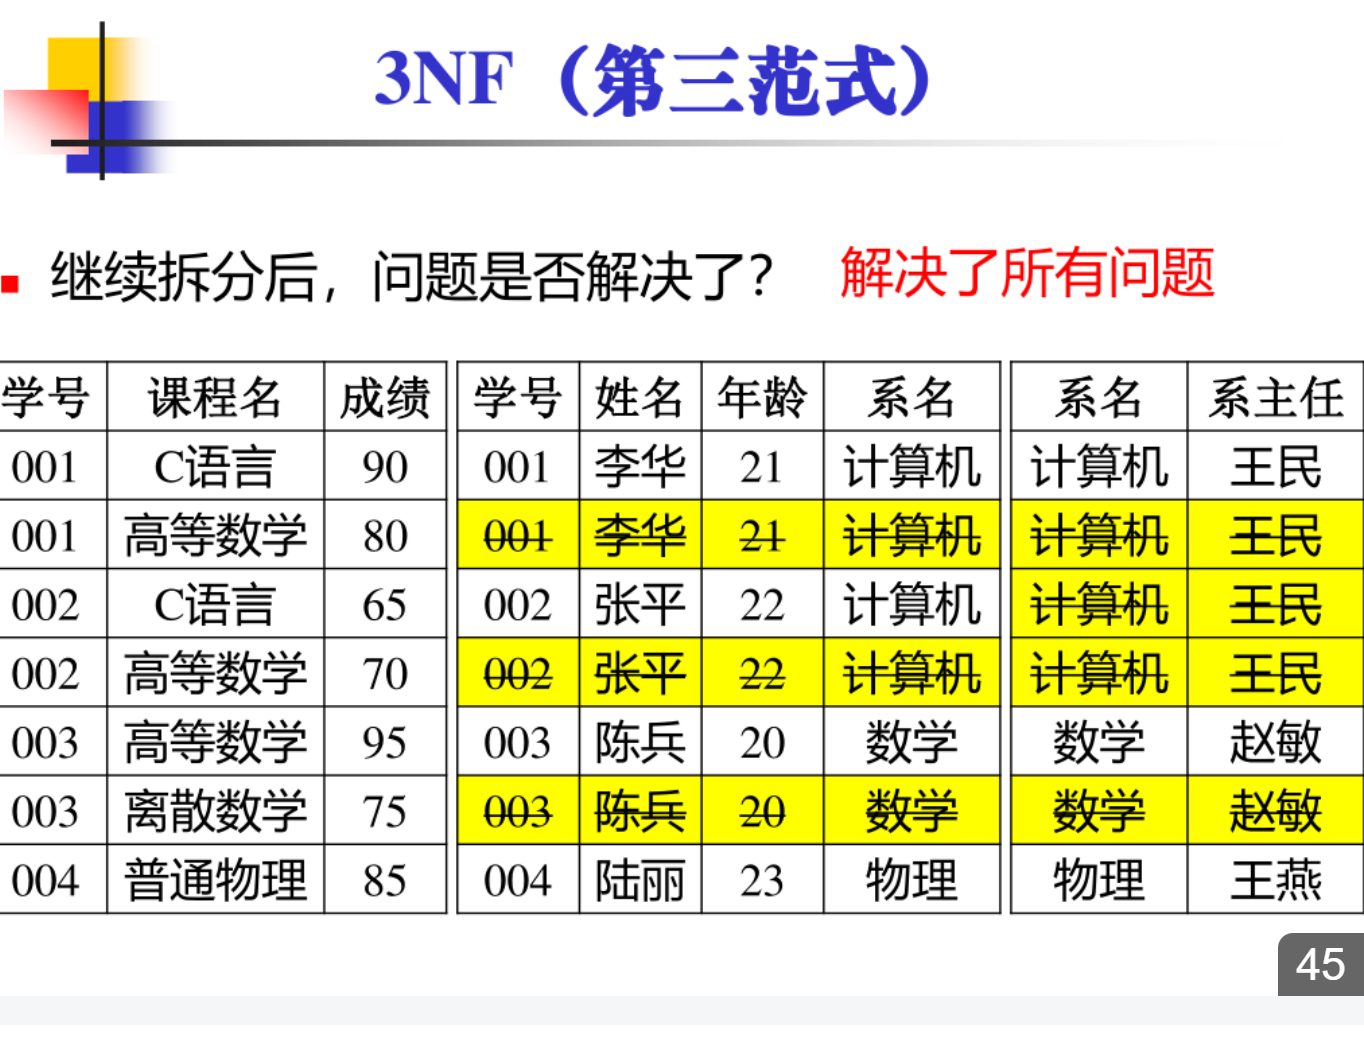 3NF（第三范式）
继续拆分后，问题是否解决了？ 解决了所有问题
学号 课程名 成绩 学号 姓名 年龄 系名 系名 系主任
001 C语言 90 001 李华 21 计算机 计算机 王民
001 高等数学 80 001 李华 21 计算机 计算机 王民
002 C语言 65 002 张平 22 计算机 计算机 王民
002 高等数学 70 002 张平 22 计算机 计算机 王民
003 高等数学 95 003 陈兵 20 数学 数学 赵敏
003 离散数学 75 003 陈兵 20 数学 数学 赵敏
004 普通物理 85 004 陆丽 23 物理 物理 王燕
45